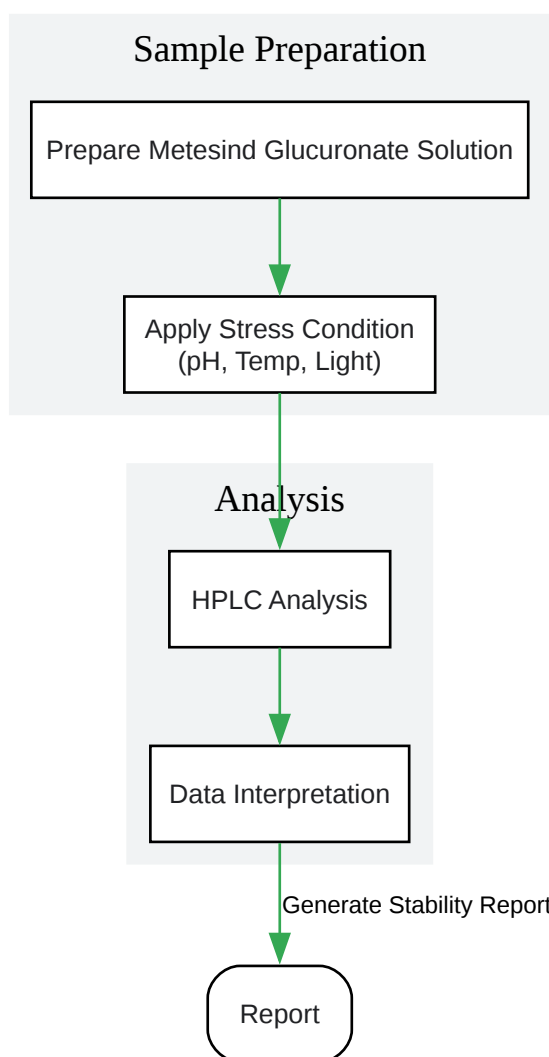 Sample Preparation
Prepare Metesind Glucuronate Solution
Apply Stress Condition
(pH, Temp, Light)
Analysis
HPLC Analysis
Data Interpretation
Generate Stability Report
Report